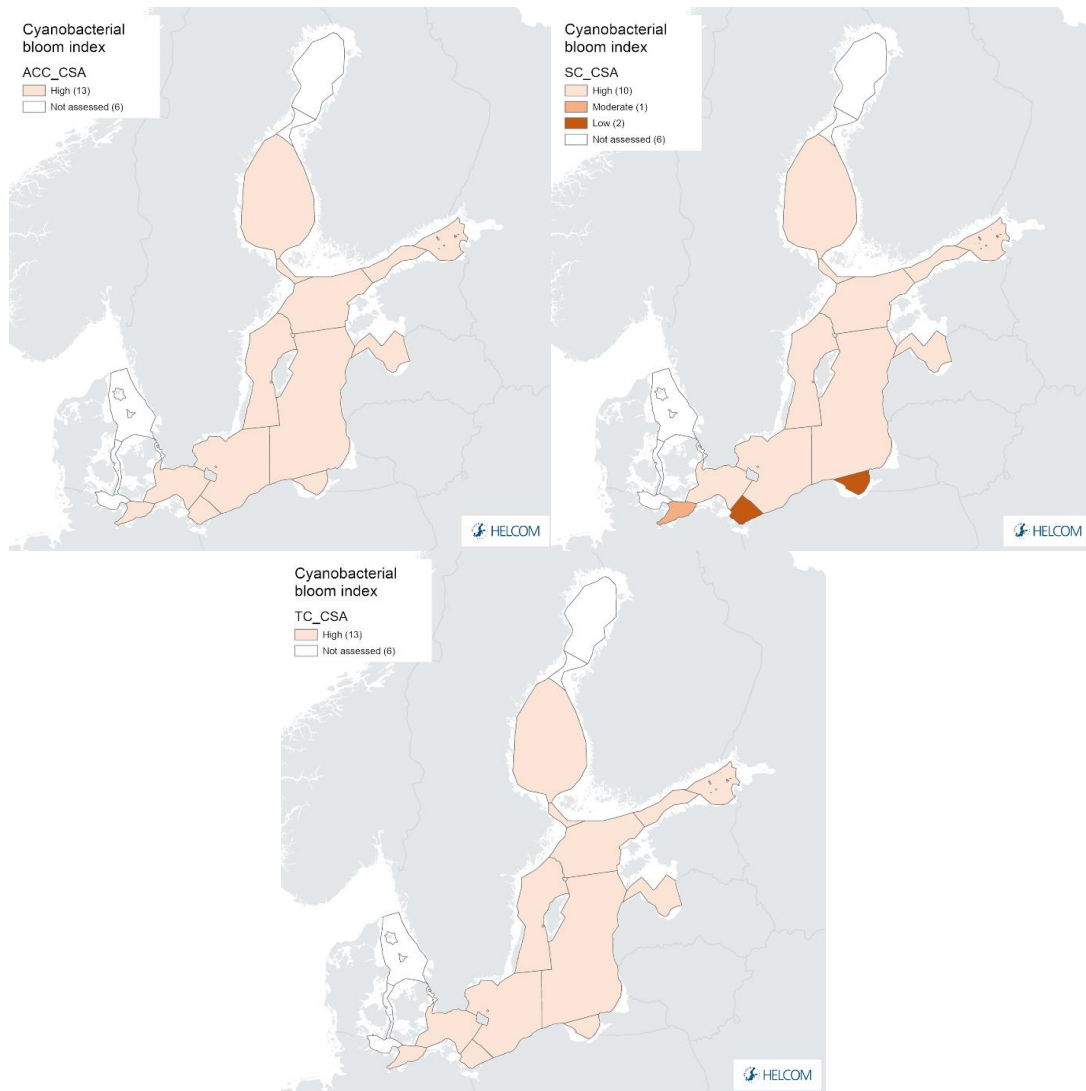 Cyanobacterial
bloom index
ACC_CSA
High (13)
Not assessed (6)
HELCOM
Cyanobacterial
bloom index
SC_CSA
High (10)
Moderate (1)
Low (2)
Not assessed (6)
HELCOM
Cyanobacterial
bloom index
TC_CSA
High (13)
Not assessed (6)
HELCOM